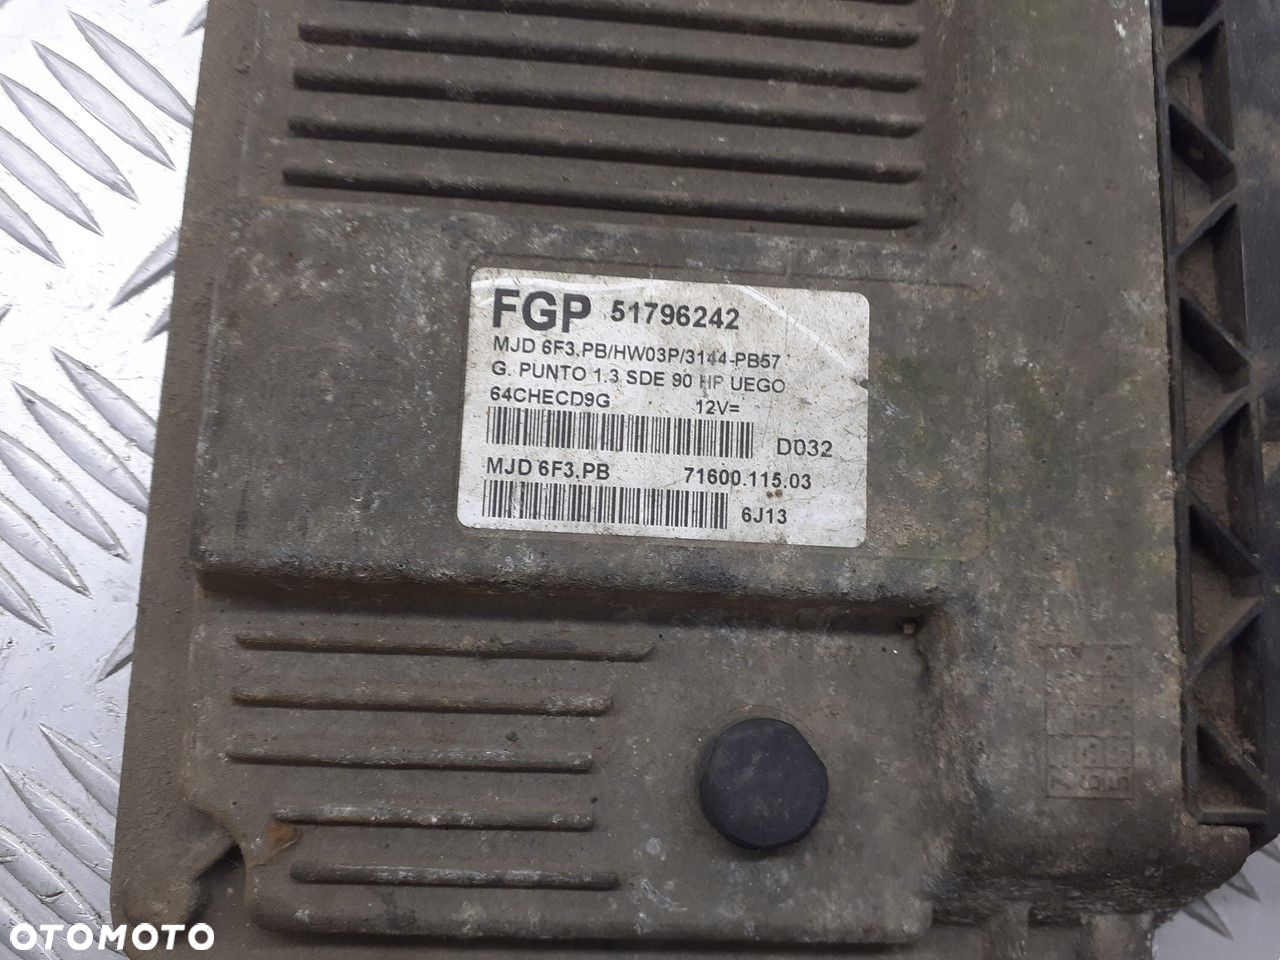 FGP 51796242
MJD 6F3.PB/HW03P/3144-PB57
G. PUNTO 1.3 SDE 90 HP UEGO
64CHECD9G 12V=
D032
MJD 6F3.PB 71600.115.03
6J13
OTOMOTO